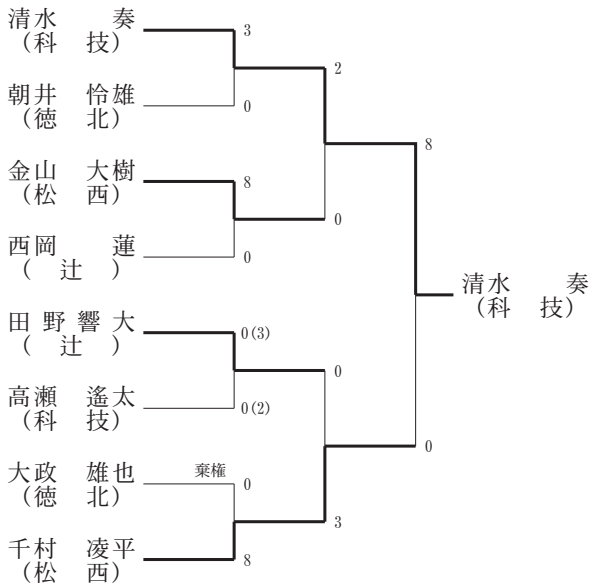 清水　　奏
（科　技）
3
2
朝井　怜雄
（徳　北）
0
8
金山　大樹
（松　西）
8
0
西岡　　蓮
（　辻　）
0
清水　　奏
（科　技）
田野響大
（　辻　）
0(3)
0
高瀬　遙太
（科　技）
0(2)
0
大政　雄也
（徳　北）
棄権
0
3
千村　凌平
（松　西）
8